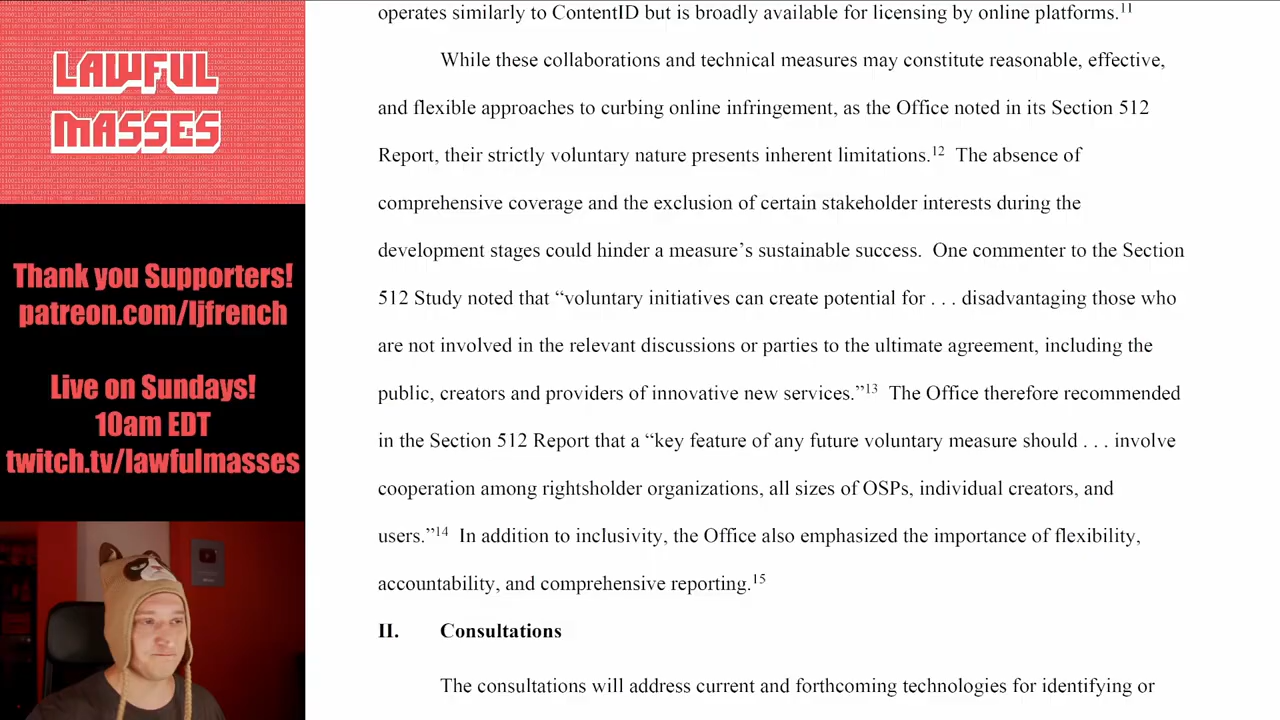 LAWFUL
MASSES
Thank you Supporters!
patreon.com/ljfrench
Live on Sundays!
10am EDT
twitch.tv/lawfulmasses
operates similarly to ContentID but is broadly available for licensing by online platforms.11
While these collaborations and technical measures may constitute reasonable, effective,
and flexible approaches to curbing online infringement, as the Office noted in its Section 512
Report, their strictly voluntary nature presents inherent limitations.12 The absence of
comprehensive coverage and the exclusion of certain stakeholder interests during the
development stages could hinder a measure’s sustainable success. One commenter to the Section
512 Study noted that “voluntary initiatives can create potential for . . . disadvantaging those who
are not involved in the relevant discussions or parties to the ultimate agreement, including the
public, creators and providers of innovative new services.”13 The Office therefore recommended
in the Section 512 Report that a “key feature of any future voluntary measure should . . . involve
cooperation among rightsholder organizations, all sizes of OSPs, individual creators, and
users.”14 In addition to inclusivity, the Office also emphasized the importance of flexibility,
accountability, and comprehensive reporting.15
II. Consultations
The consultations will address current and forthcoming technologies for identifying or